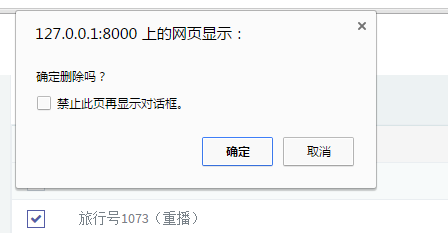 127.0.0.1:8000 上的网页显示：
确定删除吗？
禁止此页再显示对话框。
确定
取消
旅行号1073（重播）